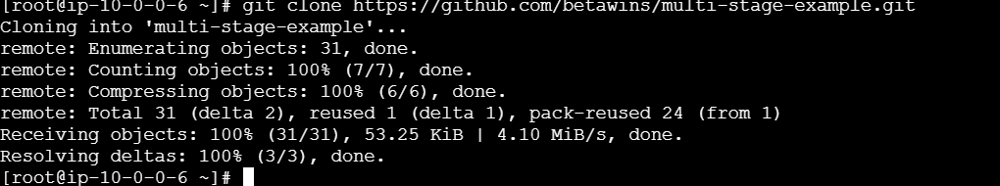 [root@ip-10-0-0-6 ~]# git clone https://github.com/betawins/multi-stage-example.git
Cloning into 'multi-stage-example'...
remote: Enumerating objects: 31, done.
remote: Counting objects: 100% (7/7), done.
remote: Compressing objects: 100% (6/6), done.
remote: Total 31 (delta 2), reused 1 (delta 1), pack-reused 24 (from 1)
Receiving objects: 100% (31/31), 53.25 KiB | 4.10 MiB/s, done.
Resolving deltas: 100% (3/3), done.
[root@ip-10-0-0-6 ~]#